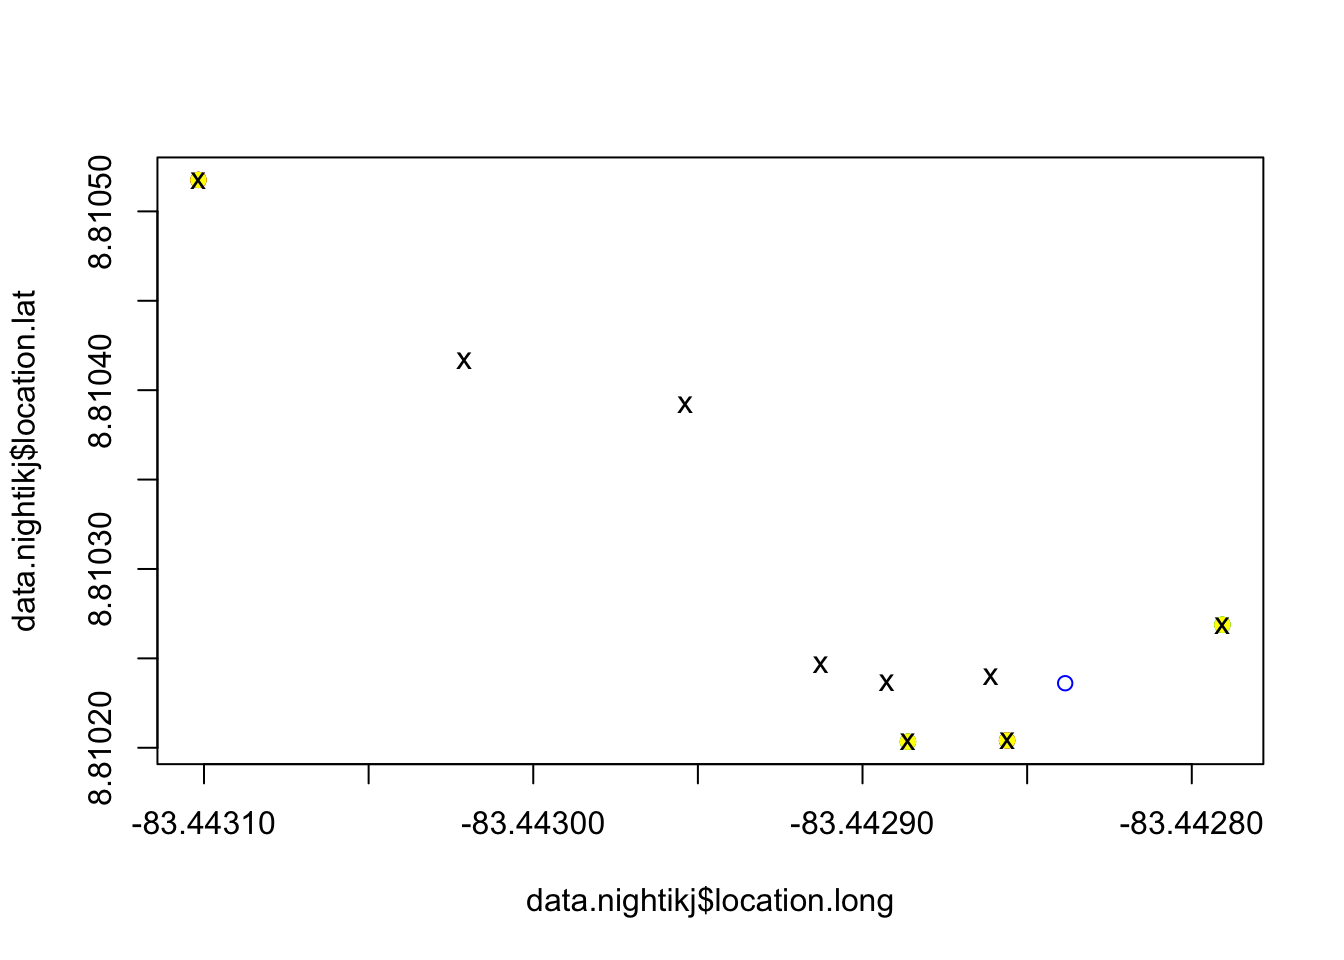 data.nightikj$location.lat
8.81050
8.81040
8.81030
8.81020
x
x
x
x
x
x
x
x
x
-83.44310 -83.44300 -83.44290 -83.44280
data.nightikj$location.long